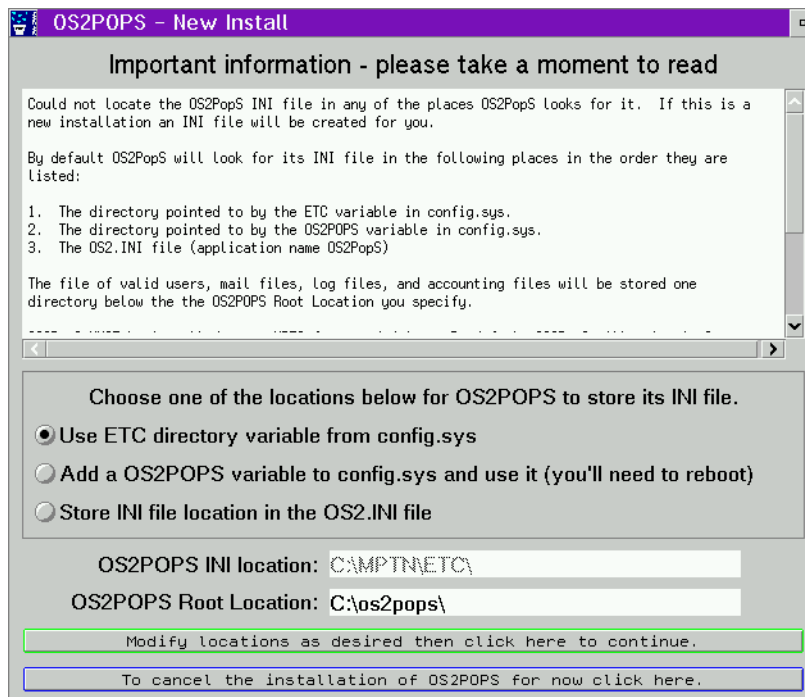 OS2POPS - New Install
Important information - please take a moment to read
Could not locate the OS2PopS INI file in any of the places OS2PopS looks for it.  If this is a
new installation an INI file will be created for you.
By default OS2PopS will look for its INI file in the following places in the order they are
listed:
1.  The directory pointed to by the ETC variable in config.sys.
2.  The directory pointed to by the OS2POPS variable in config.sys.
3.  The OS2.INI file (application name OS2PopS)
The file of valid users, mail files, log files, and accounting files will be stored one
directory below the the OS2POPS Root Location you specify.
Choose one of the locations below for OS2POPS to store its INI file.
Use ETC directory variable from config.sys
Add a OS2POPS variable to config.sys and use it (you'll need to reboot)
Store INI file location in the OS2.INI file
OS2POPS INI location: C:\MPTN\ETC\
OS2POPS Root Location: C:\os2pops\
Modify locations as desired then click here to continue.
To cancel the installation of OS2POPS for now click here.